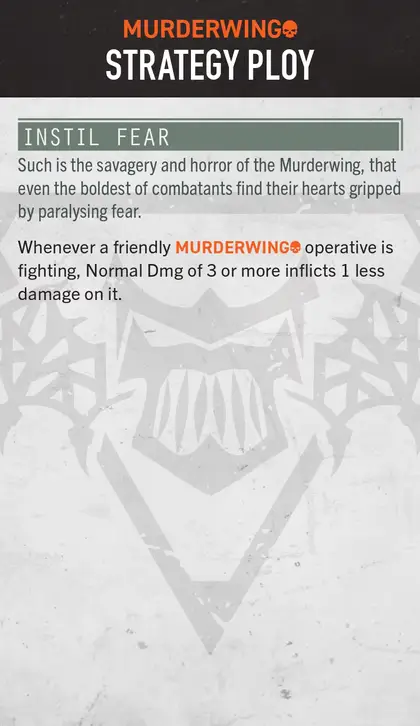 MURDERWING
STRATEGY PLOY
INSTIL FEAR
Such is the savagery and horror of the Murderwing, that
even the boldest of combatants find their hearts gripped
by paralysing fear.
Whenever a friendly MURDERWING operative is
fighting, Normal Dmg of 3 or more inflicts 1 less
damage on it.